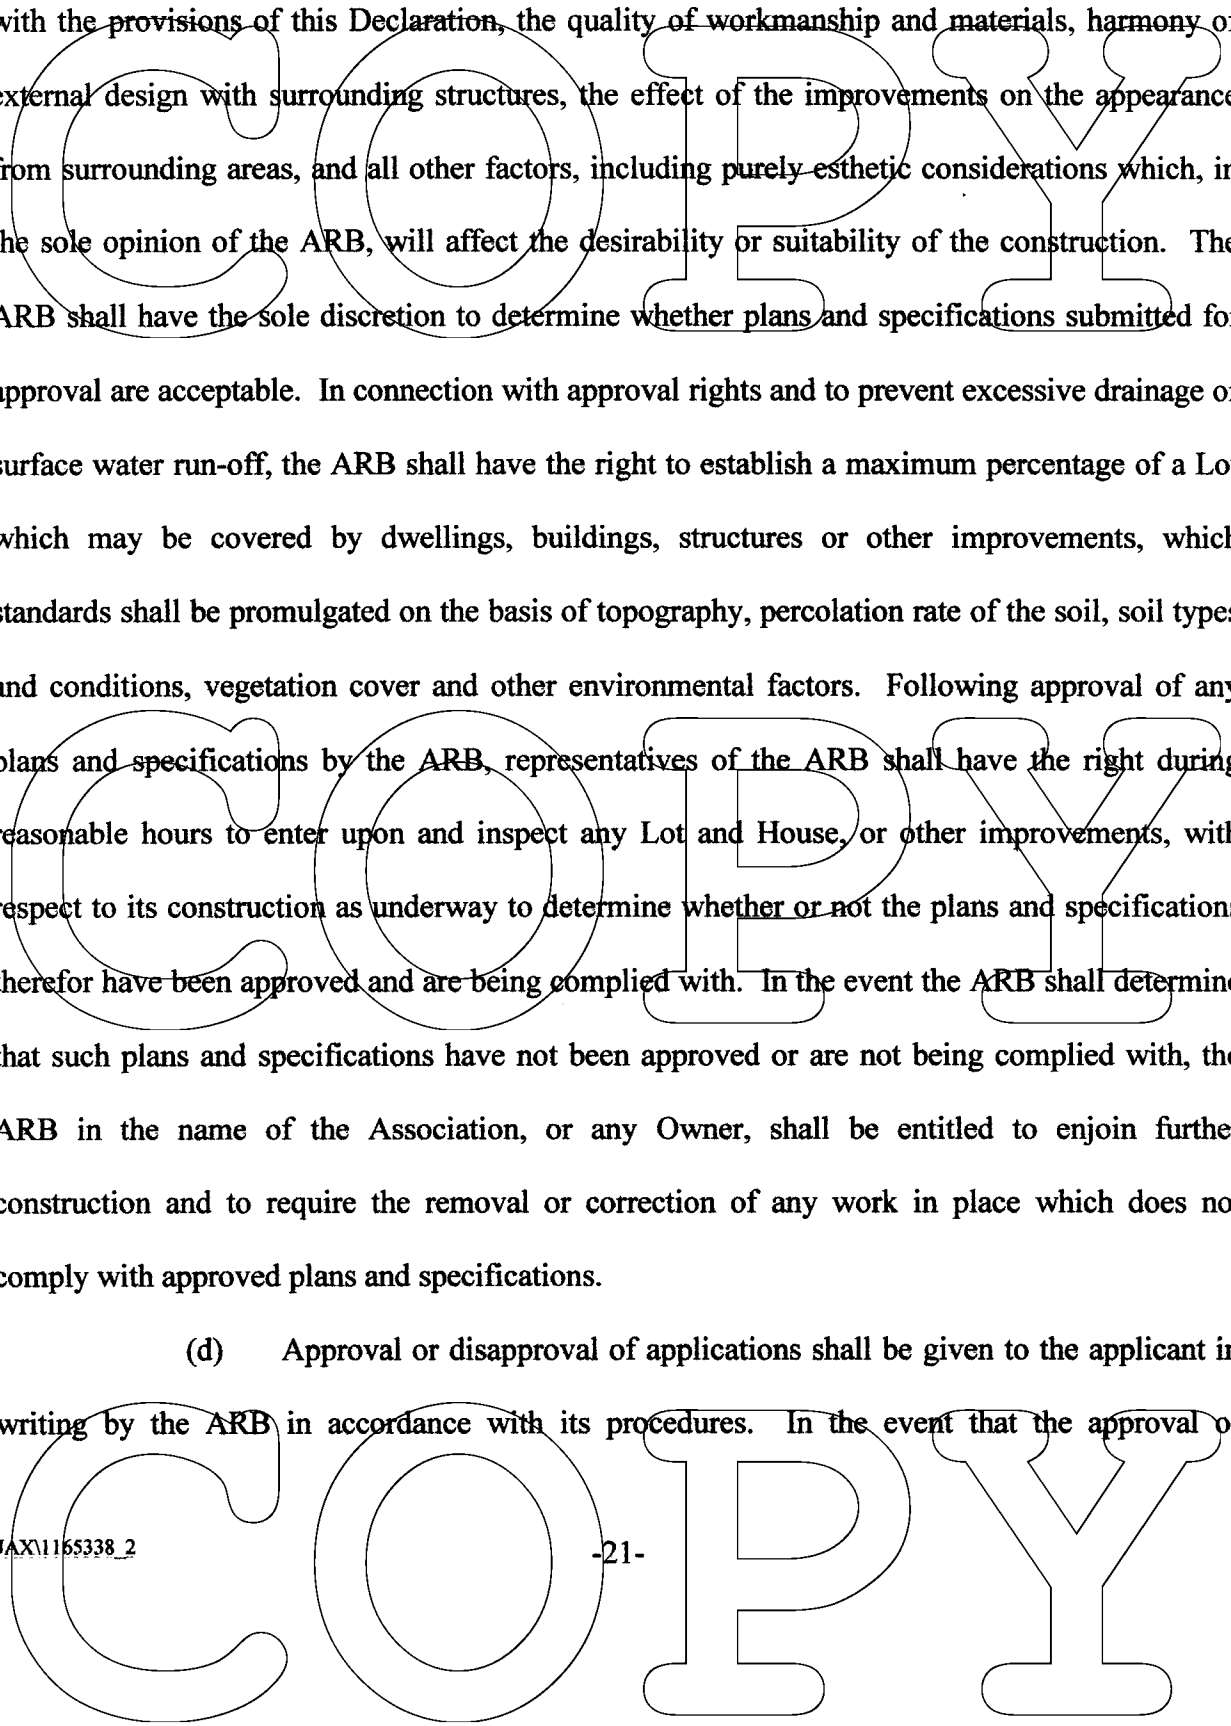 with the provisions of this Declaration, the quality of workmanship and materials, harmony of
external design with surrounding structures, the effect of the improvements on the appearance
from surrounding areas, and all other factors, including purely esthetic considerations which, in
the sole opinion of the ARB, will affect the desirability or suitability of the construction. The
ARB shall have the sole discretion to determine whether plans and specifications submitted for
approval are acceptable. In connection with approval rights and to prevent excessive drainage or
surface water run-off, the ARB shall have the right to establish a maximum percentage of a Lot
which may be covered by dwellings, buildings, structures or other improvements, which
standards shall be promulgated on the basis of topography, percolation rate of the soil, soil types
and conditions, vegetation cover and other environmental factors. Following approval of any
plans and specifications by the ARB, representatives of the ARB shall have the right during
reasonable hours to enter upon and inspect any Lot and House, or other improvements, with
respect to its construction as underway to determine whether or not the plans and specifications
therefor have been approved and are being complied with. In the event the ARB shall determine
that such plans and specifications have not been approved or are not being complied with, the
ARB in the name of the Association, or any Owner, shall be entitled to enjoin further
construction and to require the removal or correction of any work in place which does not
comply with approved plans and specifications.
(d) Approval or disapproval of applications shall be given to the applicant in
writing by the ARB in accordance with its procedures. In the event that the approval or
JAX\1165338_2
-21-
COPY
COPY
COPY